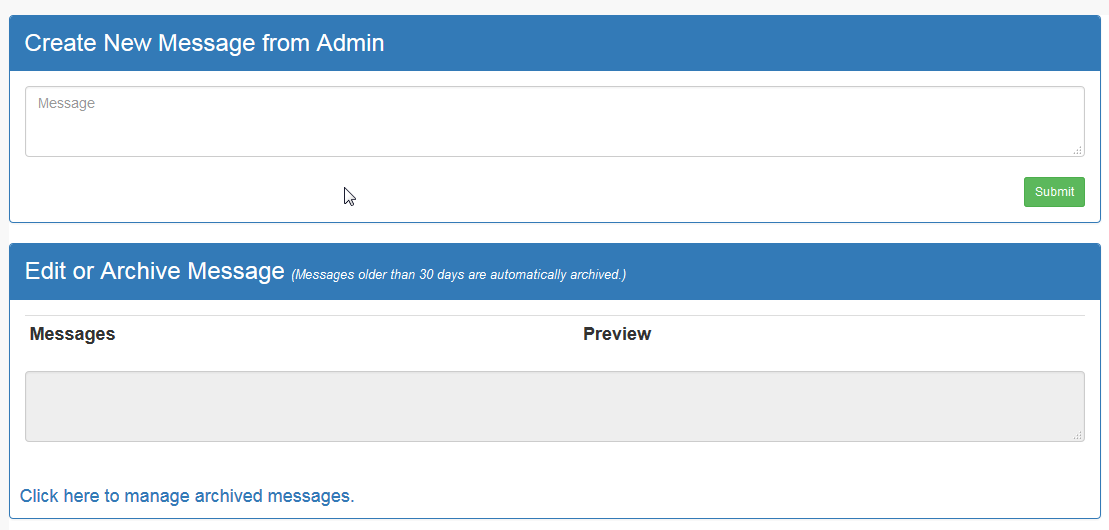 Create New Message from Admin
Message
Submit
Edit or Archive Message (Messages older than 30 days are automatically archived.)
Messages Preview
Click here to manage archived messages.